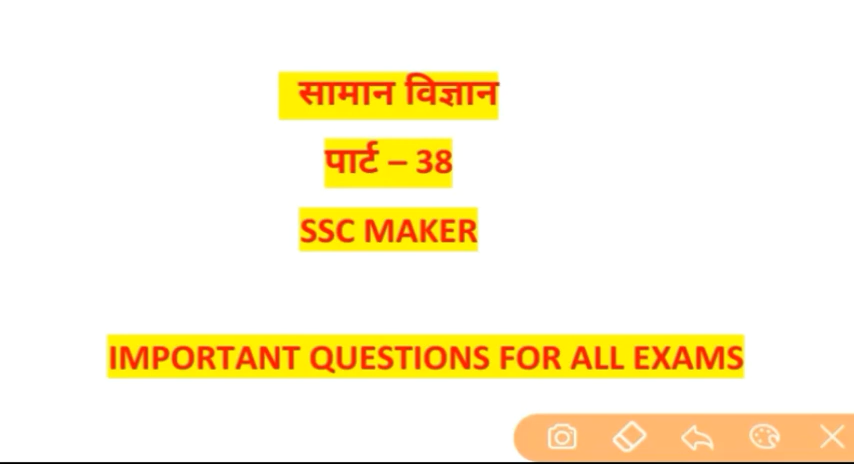 सामान विज्ञान
पार्ट – 38
SSC MAKER
IMPORTANT QUESTIONS FOR ALL EXAMS